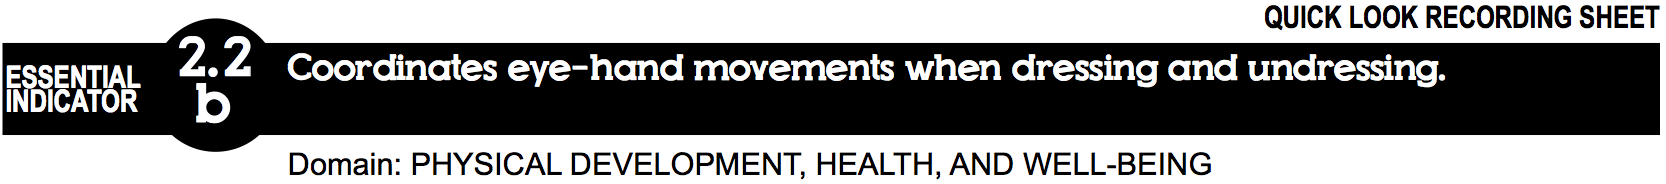 QUICK LOOK RECORDING SHEET
ESSENTIAL
INDICATOR
2.2
b
Coordinates eye-hand movements when dressing and undressing.
Domain: PHYSICAL DEVELOPMENT, HEALTH, AND WELL-BEING